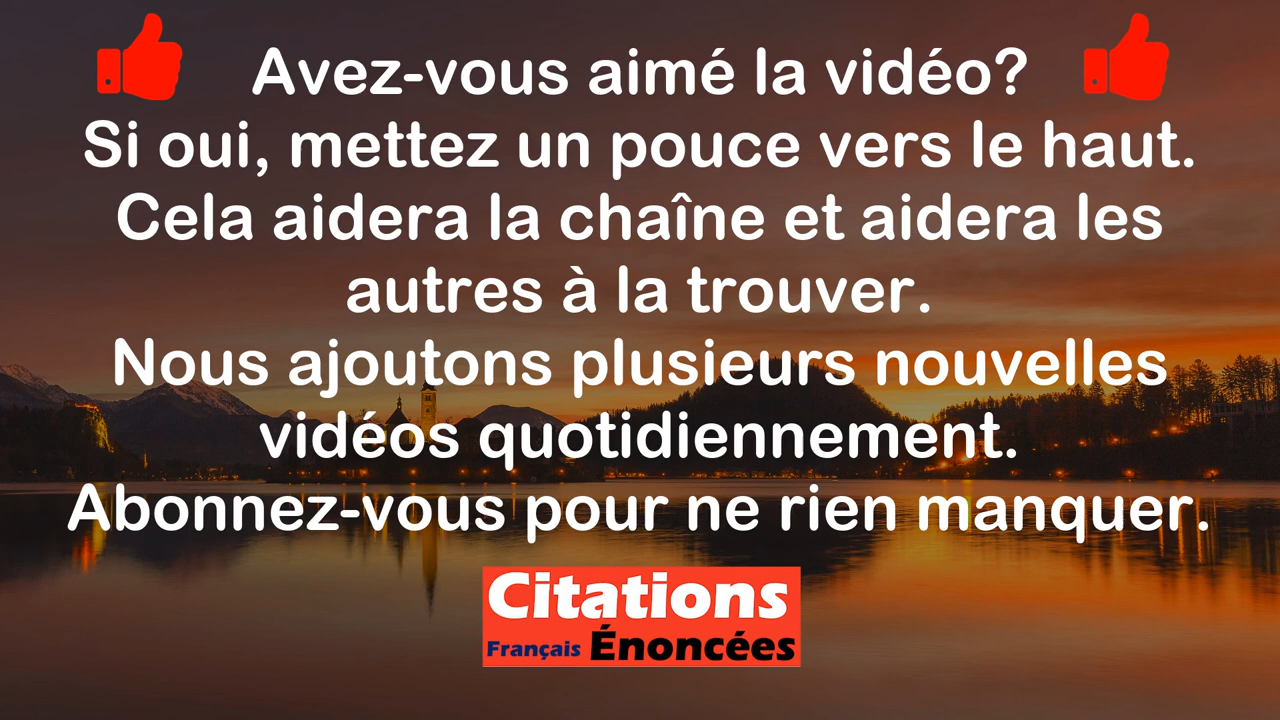 Avez-vous aimé la vidéo?
Si oui, mettez un pouce vers le haut.
Cela aidera la chaîne et aidera les
autres à la trouver.
Nous ajoutons plusieurs nouvelles
vidéos quotidiennement.
Abonnez-vous pour ne rien manquer.
Citations
Français Énoncées